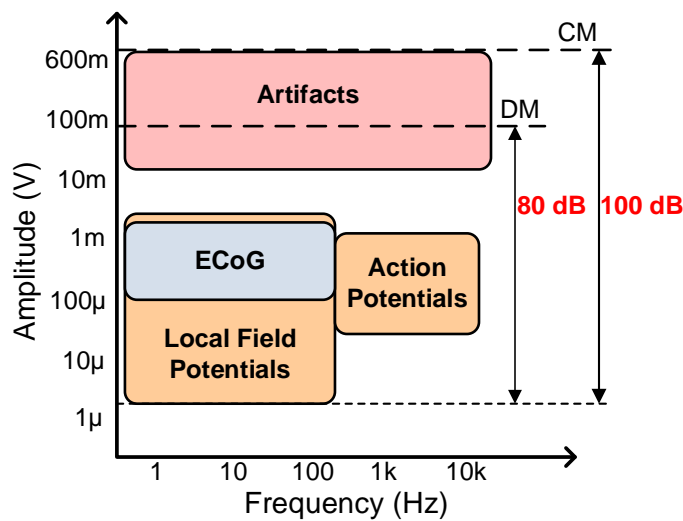 CM
600m
Artifacts
DM
100m
10m
80 dB
100 dB
1m
ECoG
Action
Potentials
100µ
Local Field
Potentials
10µ
1µ
Amplitude (V)
1
10
100
1k
10k
Frequency (Hz)